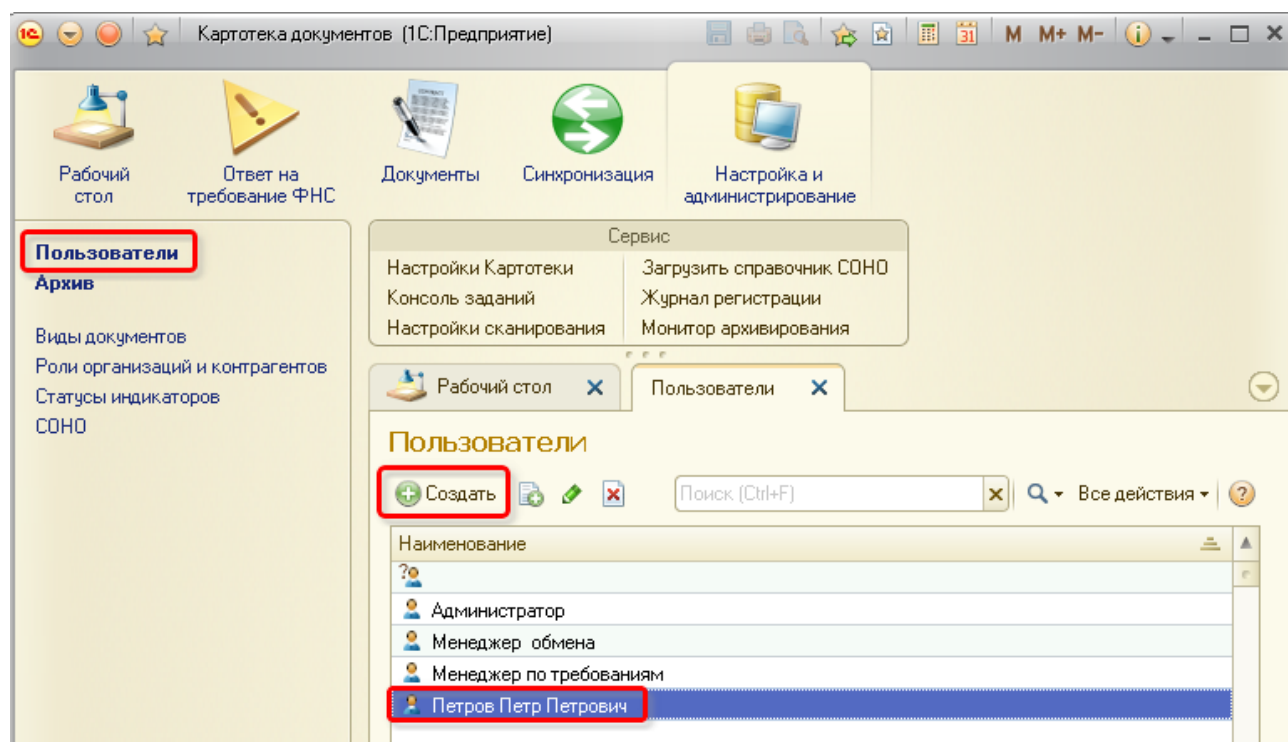 1С Картотека документов (1С:Предприятие) 31 M M+ M-
Рабочий стол
Ответ на требование ФНС
Документы
Синхронизация
Настройка и администрирование
Пользователи
Архив
Виды документов
Роли организаций и контрагентов
Статусы индикаторов
СОНО
Сервис
Настройки Картотеки Загрузить справочник СОНО
Консоль заданий Журнал регистрации
Настройки сканирования Монитор архивирования
Рабочий стол Пользователи
Пользователи
Создать Поиск (Ctrl+F) Все действия ?
Наименование
?
Администратор
Менеджер обмена
Менеджер по требованиям
Петров Петр Петрович